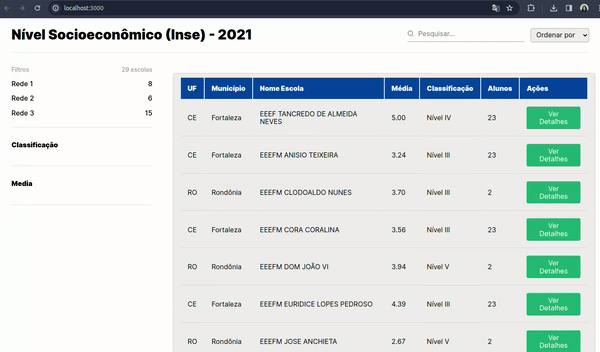 localhost:3000
Nível Socioeconômico (Inse) - 2021
Pesquisar...
Ordenar por
Filtros 29 escolas
Rede 1 8
Rede 2 6
Rede 3 15
Classificação
Media
UF Município Nome Escola Média Classificação Alunos Ações
CE Fortaleza EEEF TANCREDO DE ALMEIDA NEVES 5.00 Nível IV 23 Ver Detalhes
CE Fortaleza EEEFM ANISIO TEIXEIRA 3.24 Nível III 23 Ver Detalhes
RO Rondônia EEEFM CLODOALDO NUNES 3.70 Nível III 2 Ver Detalhes
CE Fortaleza EEEFM CORA CORALINA 3.56 Nível III 23 Ver Detalhes
RO Rondônia EEEFM DOM JOÃO VI 3.94 Nível V 2 Ver Detalhes
CE Fortaleza EEEFM EURIDICE LOPES PEDROSO 4.39 Nível III 23 Ver Detalhes
RO Rondônia EEEFM JOSE ANCHIETA 2.67 Nível V 2 Ver Detalhes